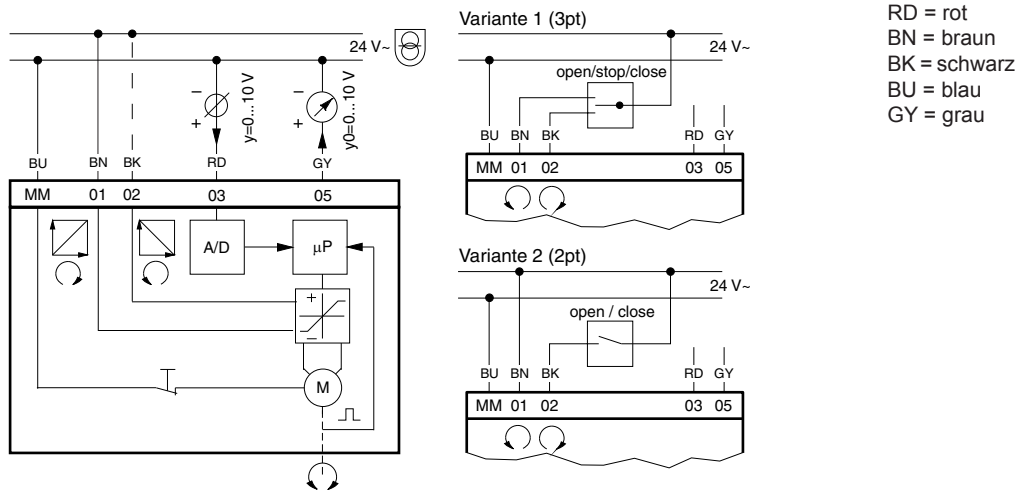 24 V~
y=0...10 V
y0=0...10 V
− −
+ +
BU BN BK RD GY
MM 01 02 03 05
A/D
µP
+
−
M
Variante 1 (3pt)
24 V~
open/stop/close
BU BN BK RD GY
MM 01 02 03 05
Variante 2 (2pt)
24 V~
open / close
BU BN BK RD GY
MM 01 02 03 05
RD = rot
BN = braun
BK = schwarz
BU = blau
GY = grau